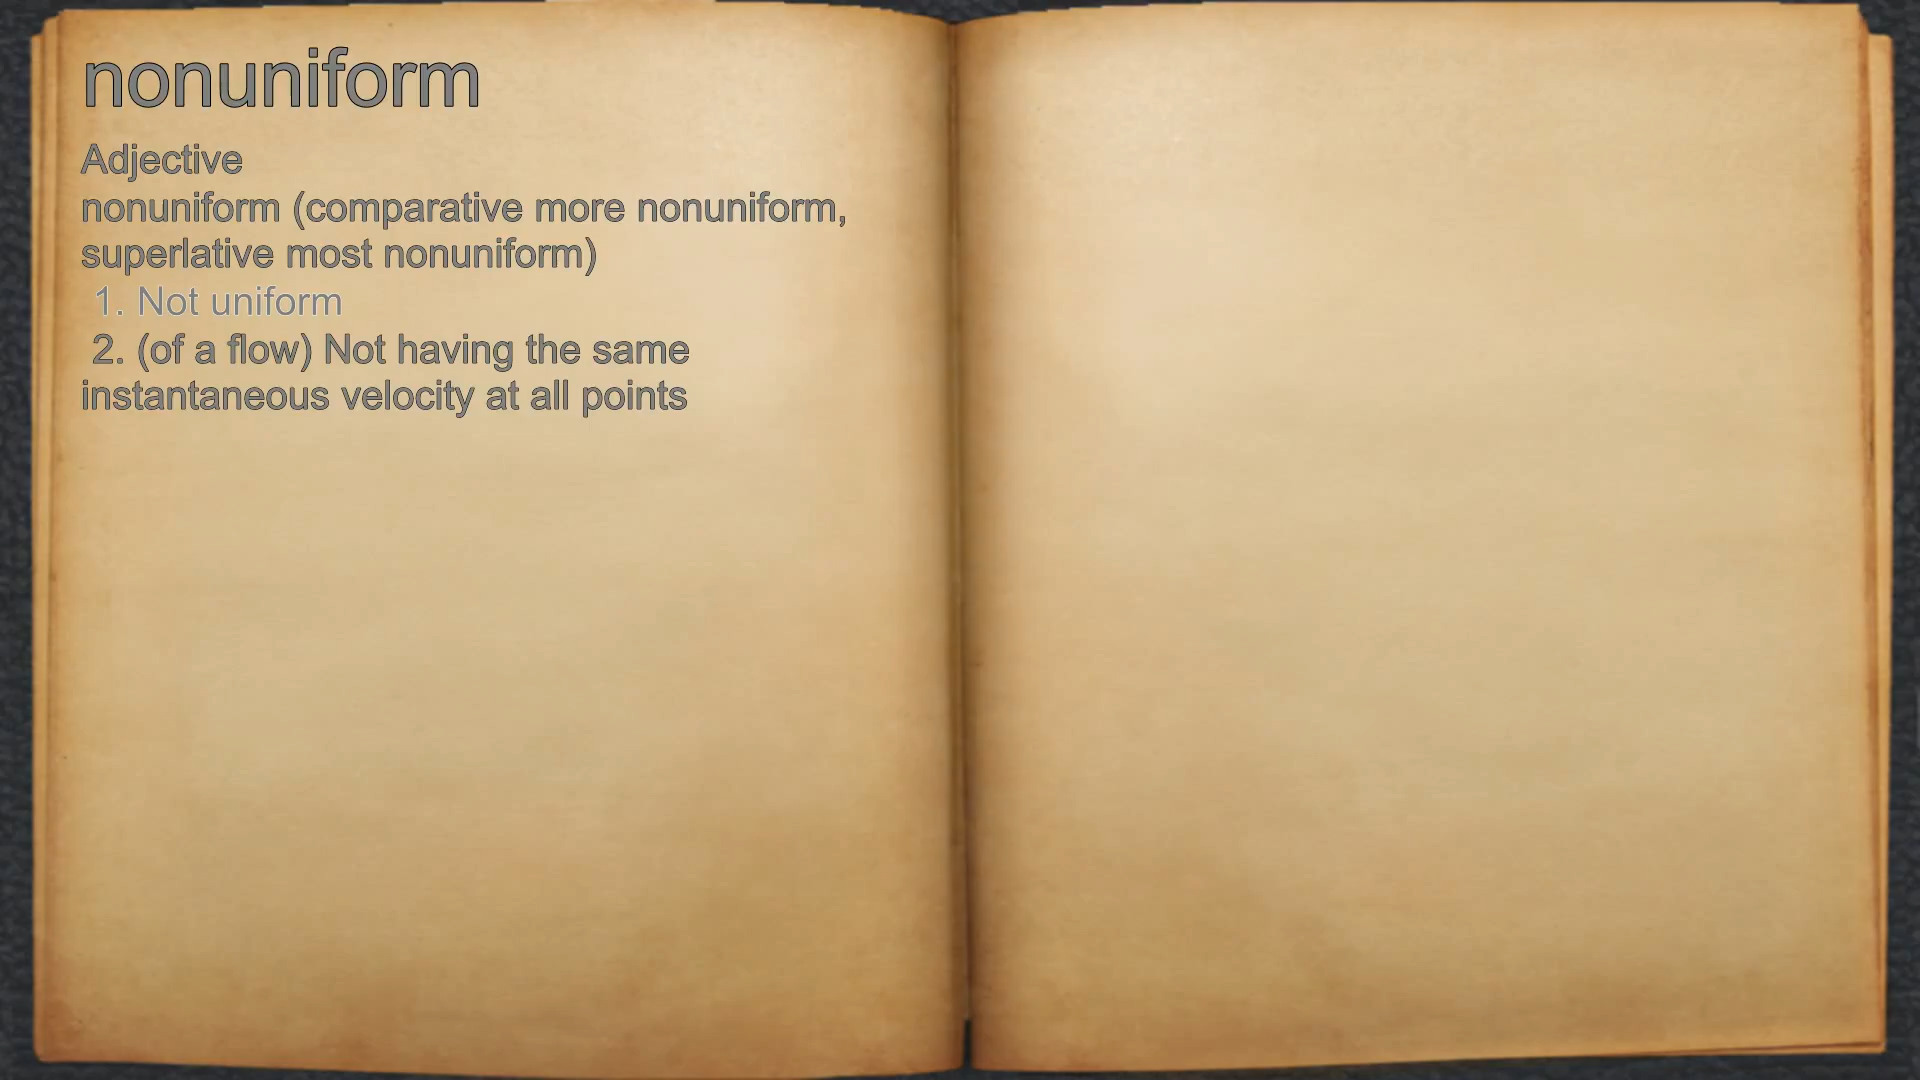 nonuniform
Adjective
nonuniform (comparative more nonuniform,
superlative most nonuniform)
1. Not uniform
2. (of a flow) Not having the same
instantaneous velocity at all points